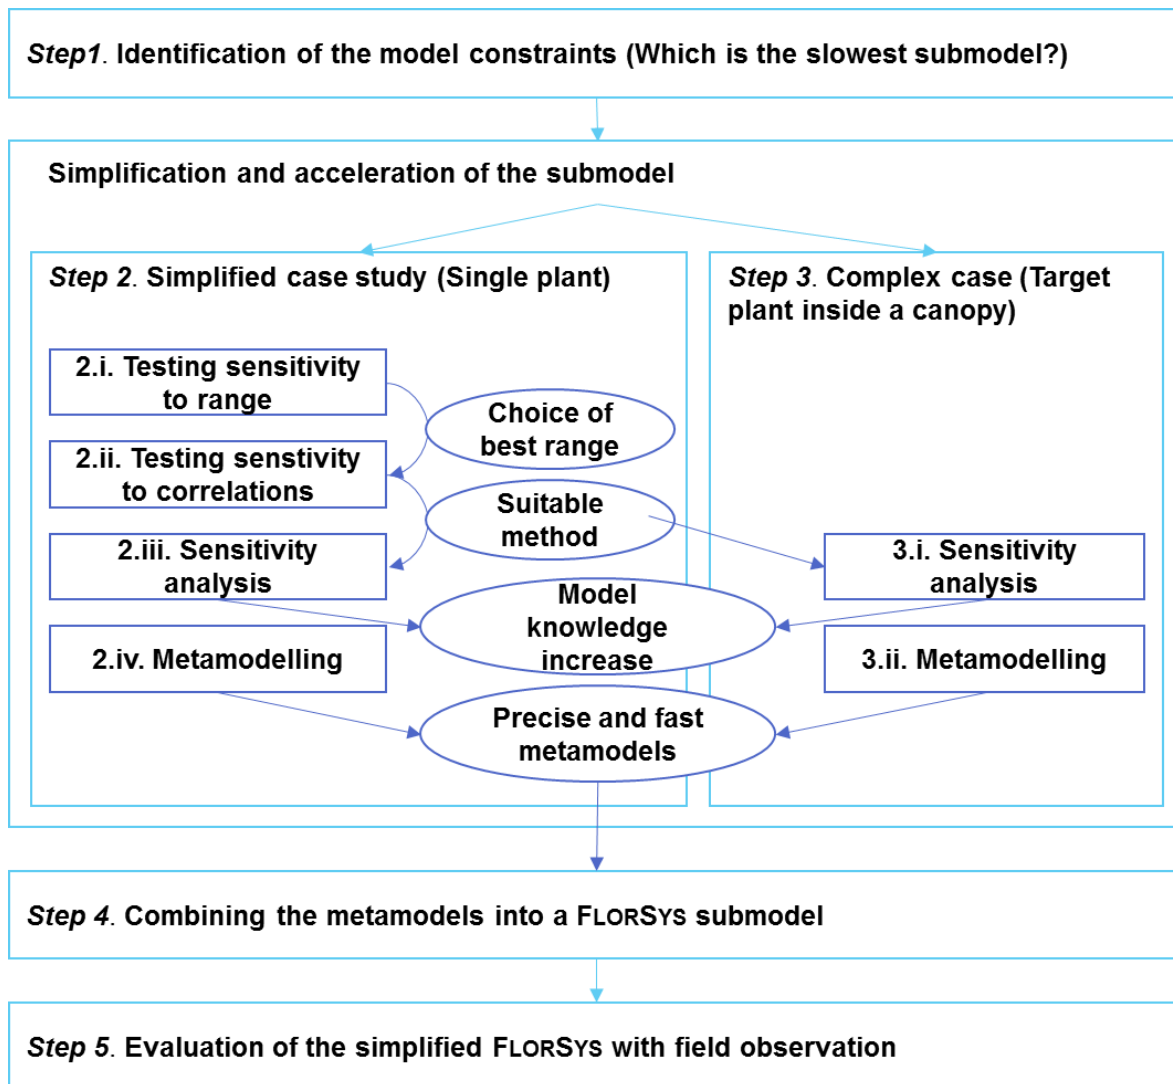 Step1. Identification of the model constraints (Which is the slowest submodel?)
Simplification and acceleration of the submodel
Step 2. Simplified case study (Single plant)
2.i. Testing sensitivity
to range
Choice of
best range
2.ii. Testing senstivity
to correlations
Suitable
method
2.iii. Sensitivity
analysis
Model
knowledge
increase
2.iv. Metamodelling
Precise and fast
metamodels
Step 3. Complex case (Target
plant inside a canopy)
3.i. Sensitivity
analysis
3.ii. Metamodelling
Step 4. Combining the metamodels into a FLORSYS submodel
Step 5. Evaluation of the simplified FLORSYS with field observation